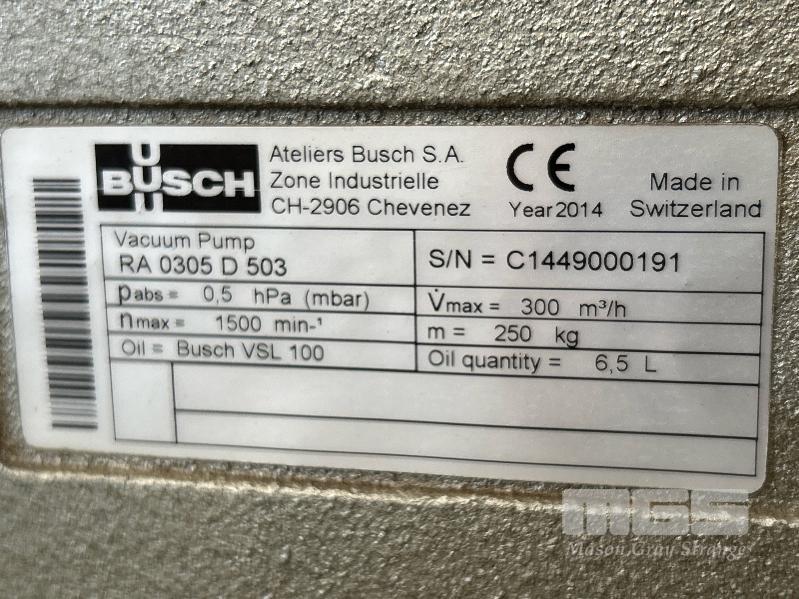 BUSCH
Ateliers Busch S.A.
Zone Industrielle
CH-2906 Chevenez
CE
Year 2014
Made in
Switzerland
Vacuum Pump
RA 0305 D 503
S/N = C1449000191
pabs = 0,5 hPa (mbar)
V̇max = 300 m³/h
nmax = 1500 min-¹
m = 250 kg
Oil = Busch VSL 100
Oil quantity = 6,5 L
MGS
Mason Gray Strange